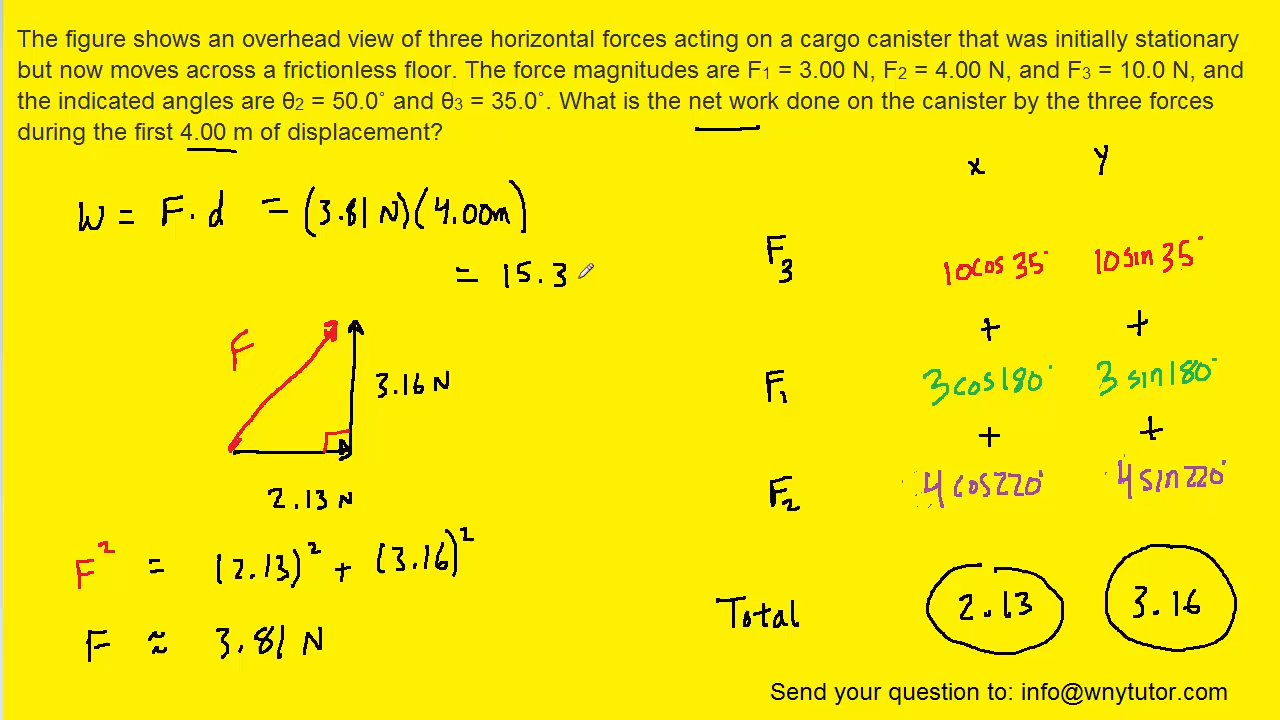 The figure shows an overhead view of three horizontal forces acting on a cargo canister that was initially stationary
but now moves across a frictionless floor. The force magnitudes are F₁ = 3.00 N, F₂ = 4.00 N, and F₃ = 10.0 N, and
the indicated angles are θ₂ = 50.0˚ and θ₃ = 35.0˚. What is the net work done on the canister by the three forces
during the first 4.00 m of displacement?
W = F · d = (3.81 N)(4.00m)
= 15.3
F
3.16 N
2.13 N
F² = (2.13)² + (3.16)²
F ≈ 3.81 N
x y
F₃ 10cos35° 10sin35°
+ +
F₁ 3cos180° 3sin180°
+ +
F₂ 4cos220° 4sin220°
Total 2.13 3.16
Send your question to: info@wnytutor.com